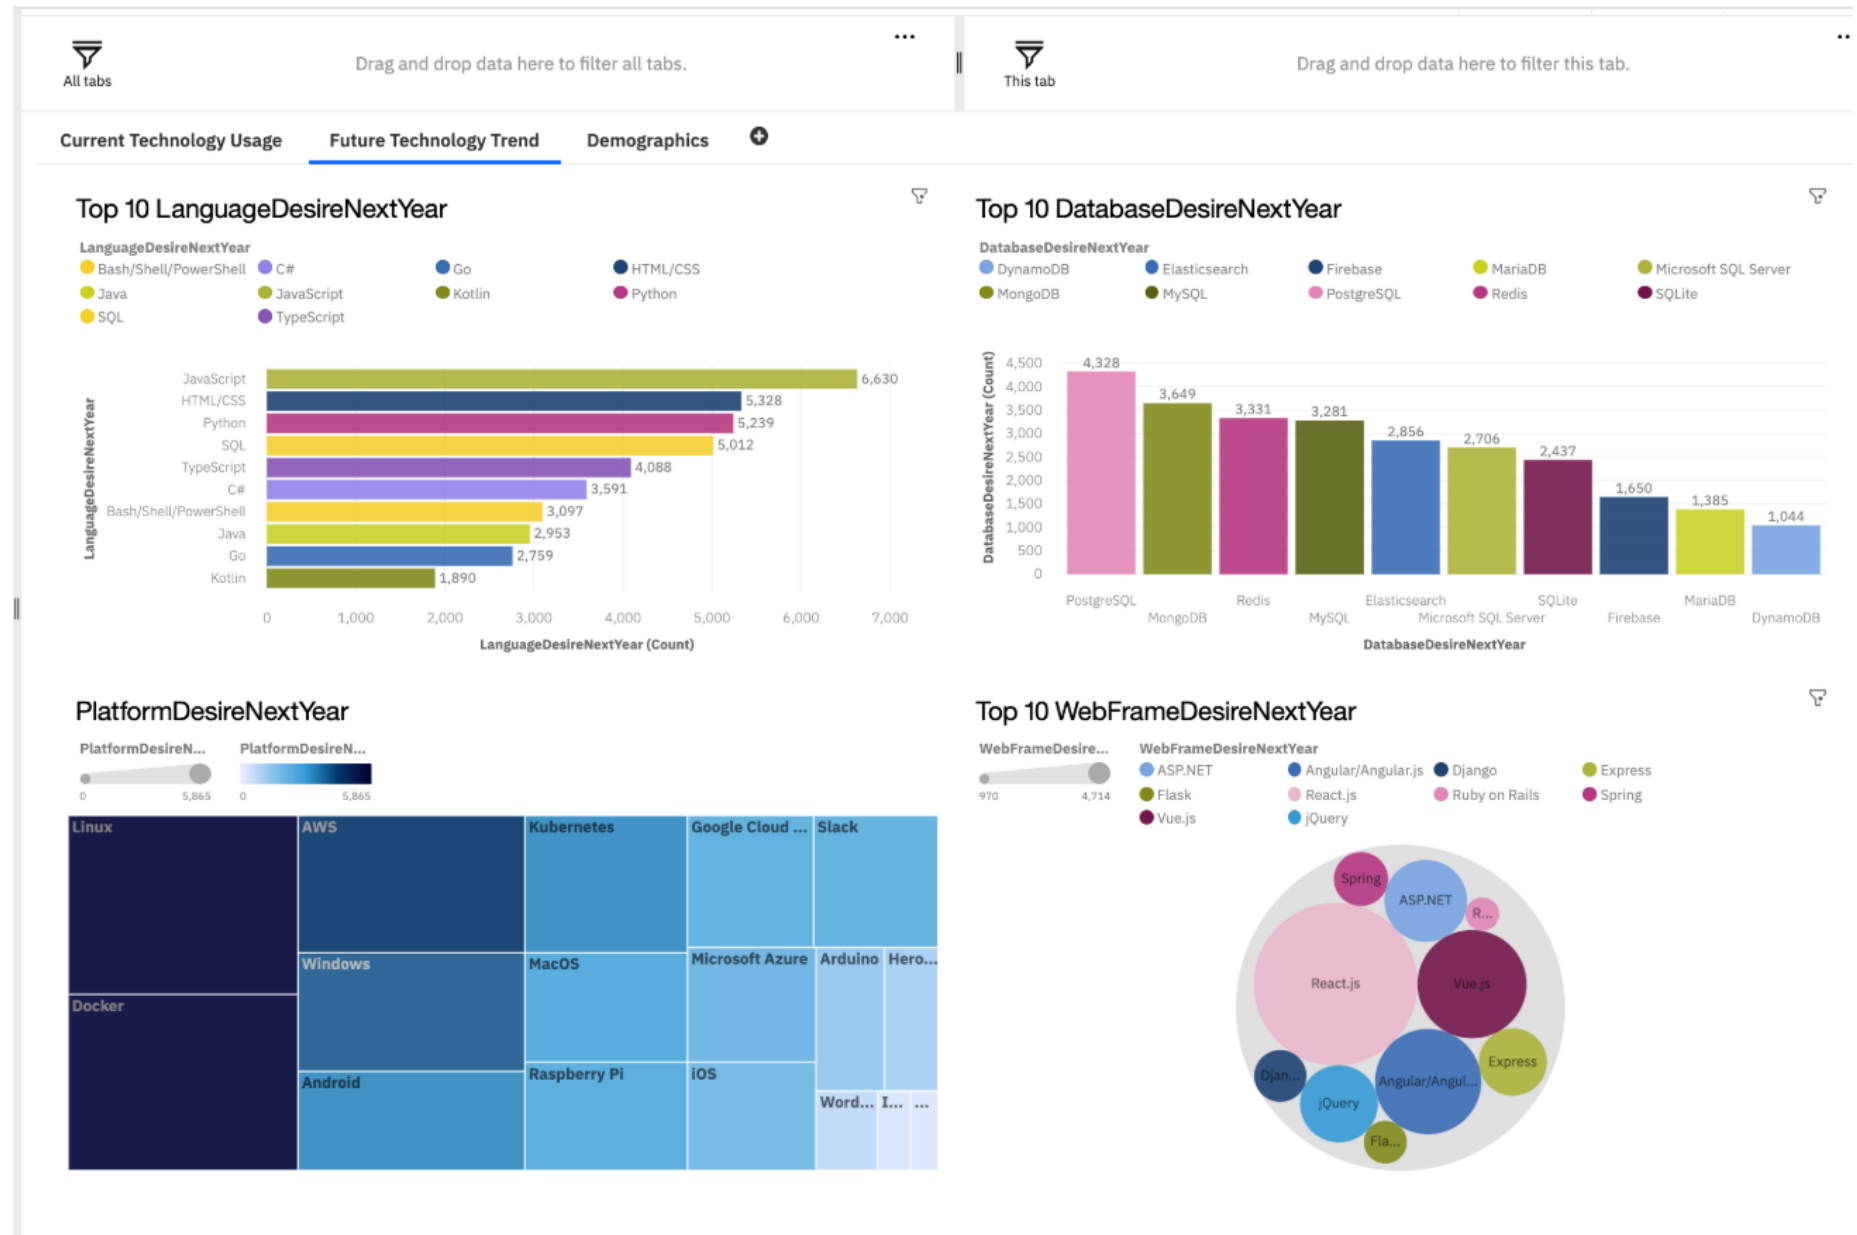 All tabs
Drag and drop data here to filter all tabs.
...
This tab
Drag and drop data here to filter this tab.
Current Technology Usage
Future Technology Trend
Demographics
Top 10 LanguageDesireNextYear
LanguageDesireNextYear
Bash/Shell/PowerShell C# Go HTML/CSS
Java JavaScript Kotlin Python
SQL TypeScript
LanguageDesireNextYear
JavaScript 6,630
HTML/CSS 5,328
Python 5,239
SQL 5,012
TypeScript 4,088
C# 3,591
Bash/Shell/PowerShell 3,097
Java 2,953
Go 2,759
Kotlin 1,890
0 1,000 2,000 3,000 4,000 5,000 6,000 7,000
LanguageDesireNextYear (Count)
Top 10 DatabaseDesireNextYear
DatabaseDesireNextYear
DynamoDB Elasticsearch Firebase MariaDB Microsoft SQL Server
MongoDB MySQL PostgreSQL Redis SQLite
DatabaseDesireNextYear (Count)
4,500
4,000
3,500
3,000
2,500
2,000
1,500
1,000
500
0
4,328 3,649 3,331 3,281 2,856 2,706 2,437 1,650 1,385 1,044
PostgreSQL Redis Elasticsearch SQLite MariaDB
MongoDB MySQL Microsoft SQL Server Firebase DynamoDB
DatabaseDesireNextYear
PlatformDesireNextYear
PlatformDesireN... PlatformDesireN...
0 5,865 0 5,865
Linux
Docker
AWS
Windows
Android
Kubernetes
MacOS
Raspberry Pi
Google Cloud ...
Slack
Microsoft Azure
iOS
Arduino
Hero...
Word...
I...
...
Top 10 WebFrameDesireNextYear
WebFrameDesire...
970 4,714
WebFrameDesireNextYear
ASP.NET Angular/Angular.js Django Express
Flask React.js Ruby on Rails Spring
Vue.js jQuery
Spring
ASP.NET
R...
React.js
Vue.js
Express
Djan...
Angular/Angul...
jQuery
Fla...